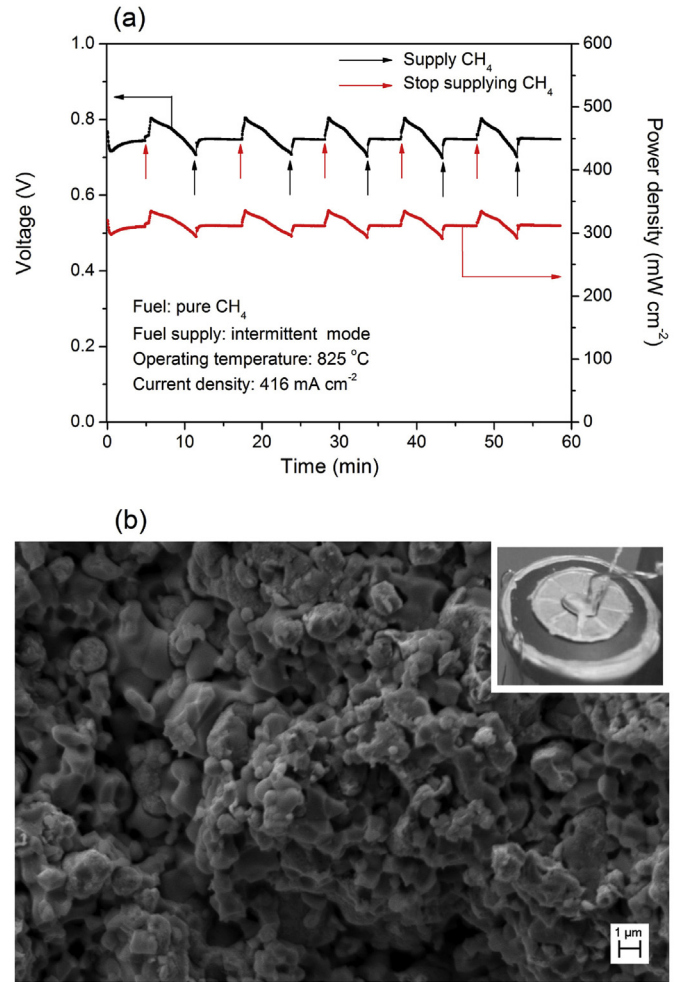 (a)
Supply CH₄
Stop supplying CH₄
Voltage (V)
1.0
0.8
0.6
0.4
0.2
0.0
Power density (mW cm⁻²)
600
500
400
300
200
100
0
Fuel: pure CH₄
Fuel supply: intermittent mode
Operating temperature: 825 °C
Current density: 416 mA cm⁻²
0 10 20 30 40 50 60
Time (min)
(b)
1 µm